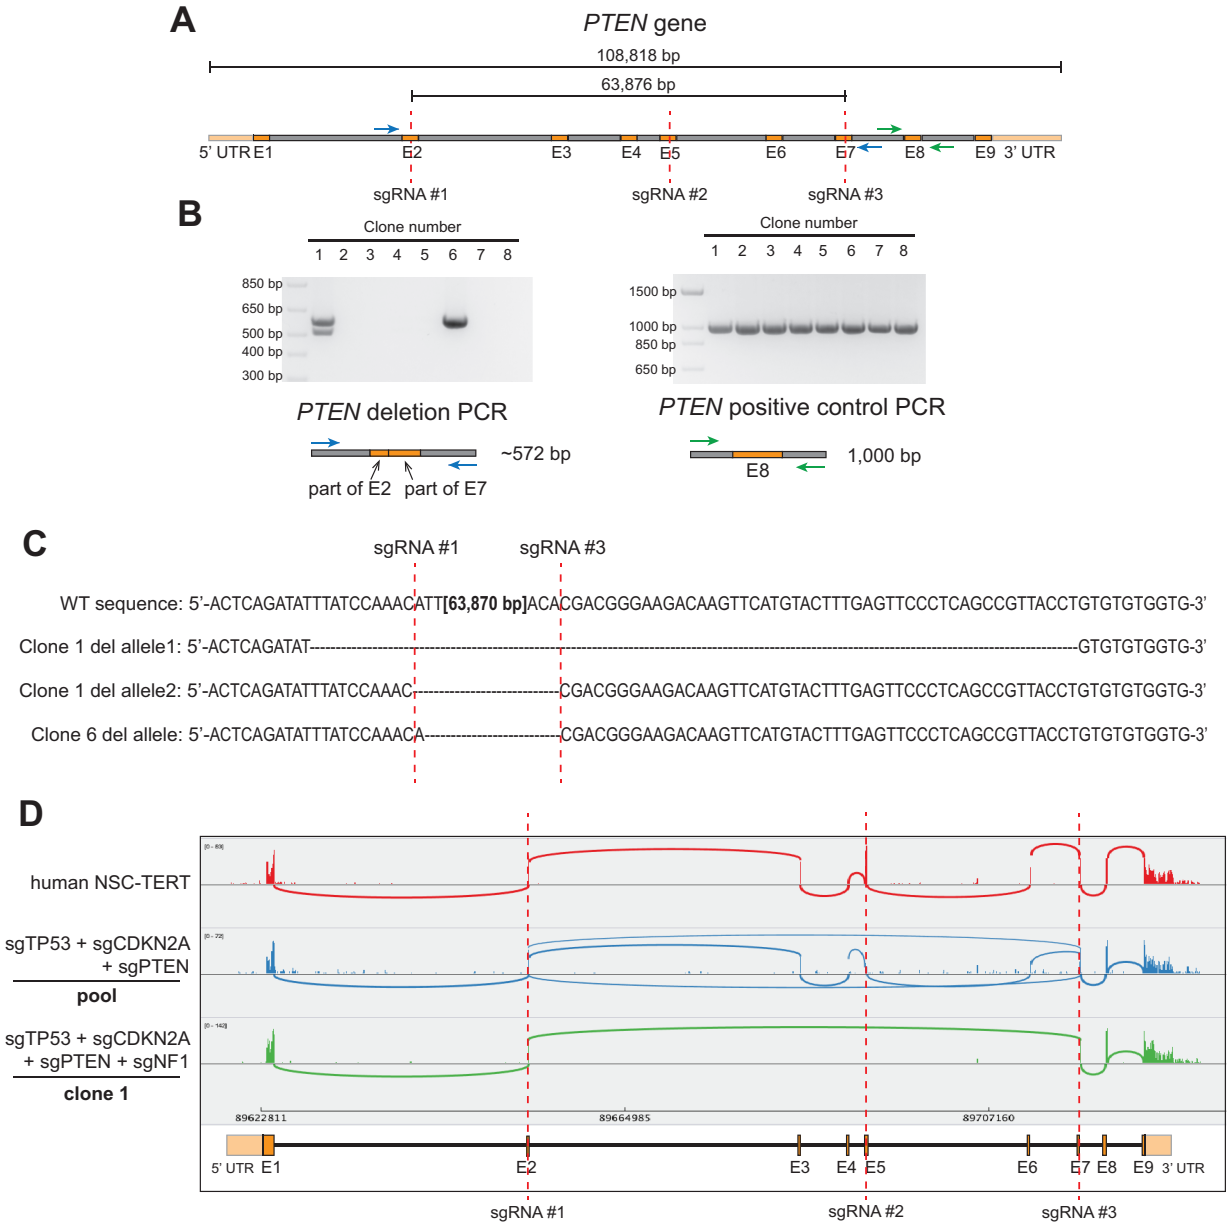 A
PTEN gene
108,818 bp
63,876 bp
5' UTR E1 E2 E3 E4 E5 E6 E7 E8 E9 3' UTR
sgRNA #1 sgRNA #2 sgRNA #3
B
Clone number
1 2 3 4 5 6 7 8
850 bp
650 bp
500 bp
400 bp
300 bp
PTEN deletion PCR
~572 bp
part of E2 part of E7
Clone number
1 2 3 4 5 6 7 8
1500 bp
1000 bp
850 bp
650 bp
PTEN positive control PCR
1,000 bp
E8
C
sgRNA #1 sgRNA #3
WT sequence: 5'-ACTCAGATATTTATCCAAACATT[63,870 bp]ACACGACGGGAAGACAAGTTCATGTACTTTGAGTTCCCTCAGCCGTTACCTGTGTGTGGTG-3'
Clone 1 del allele1: 5'-ACTCAGATAT--------GTGTGTGGTG-3'
Clone 1 del allele2: 5'-ACTCAGATATTTATCCAAAC--------CGACGGGAAGACAAGTTCATGTACTTTGAGTTCCCTCAGCCGTTACCTGTGTGTGGTG-3'
Clone 6 del allele: 5'-ACTCAGATATTTATCCAAACA--------CGACGGGAAGACAAGTTCATGTACTTTGAGTTCCCTCAGCCGTTACCTGTGTGTGGTG-3'
D
human NSC-TERT
[0 - 83]
sgTP53 + sgCDKN2A
+ sgPTEN
pool
[0 - 72]
sgTP53 + sgCDKN2A
+ sgPTEN + sgNF1
clone 1
[0 - 142]
89622811 89664985 89707160
5' UTR E1 E2 E3 E4 E5 E6 E7 E8 E9 3' UTR
sgRNA #1 sgRNA #2 sgRNA #3